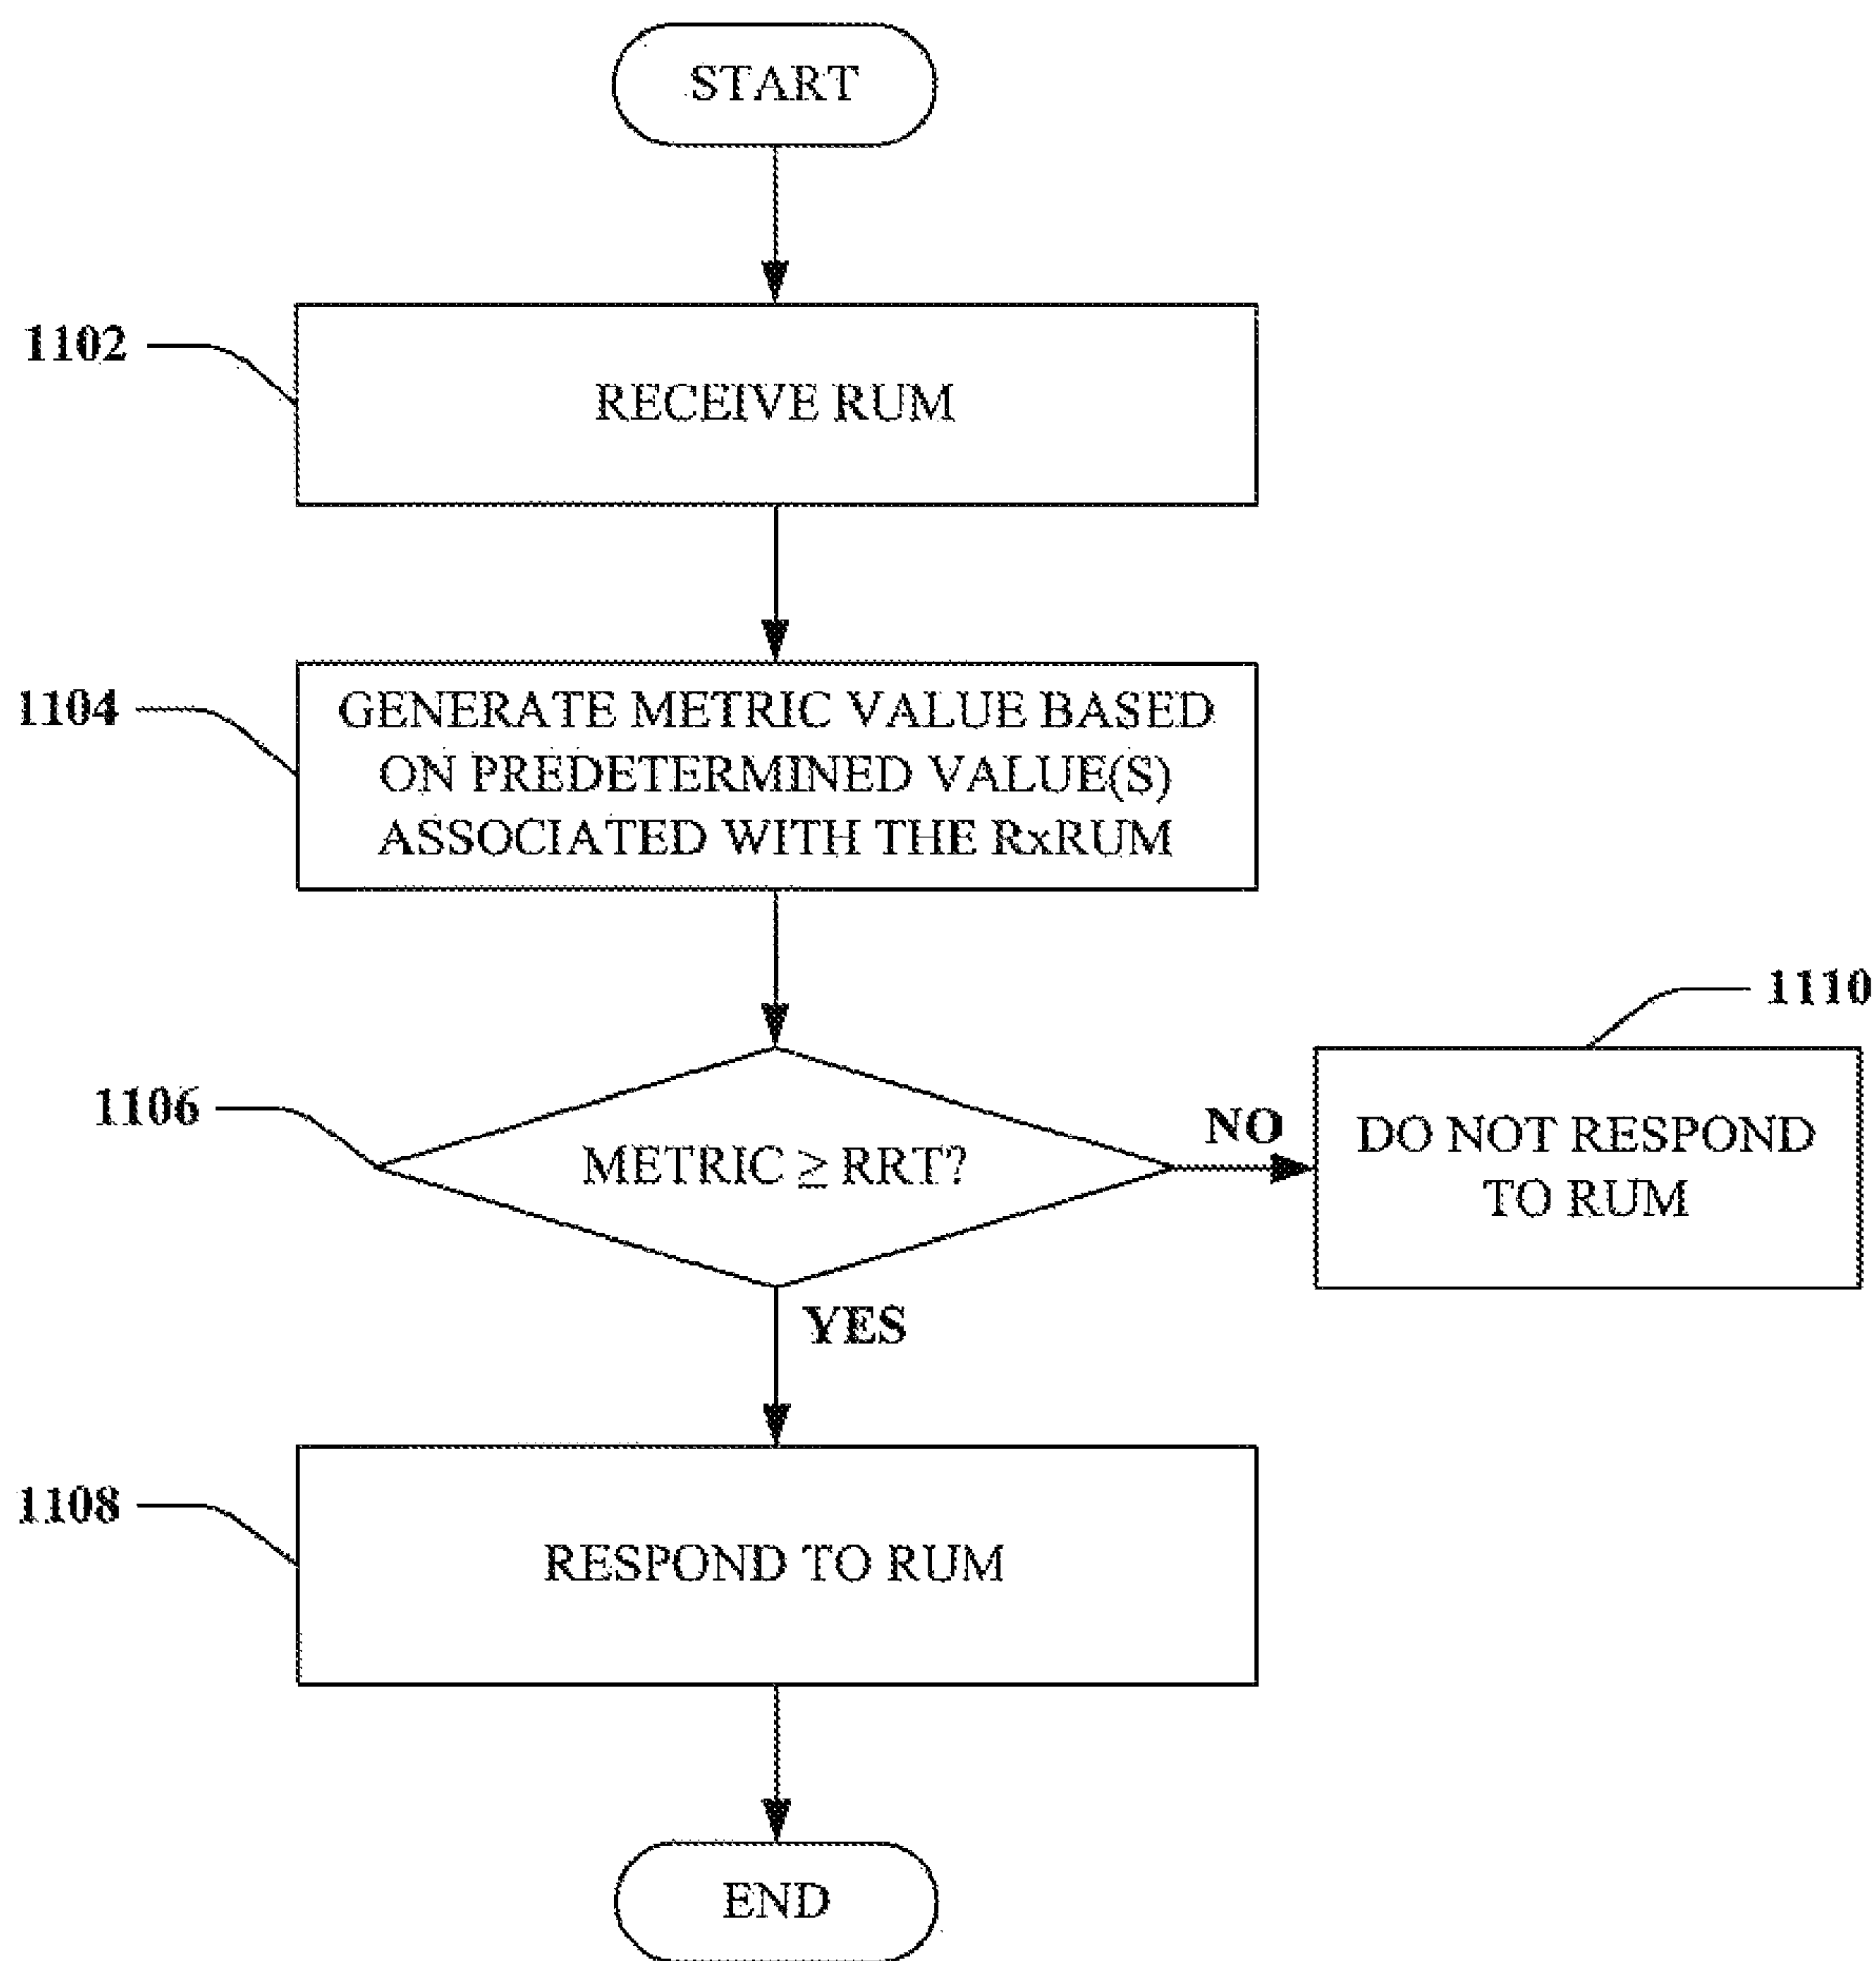 START
1102
RECEIVE RUM
1104
GENERATE METRIC VALUE BASED
ON PREDETERMINED VALUE(S)
ASSOCIATED WITH THE RxRUM
1106
METRIC ≥ RRT?
NO
1110
DO NOT RESPOND
TO RUM
YES
1108
RESPOND TO RUM
END